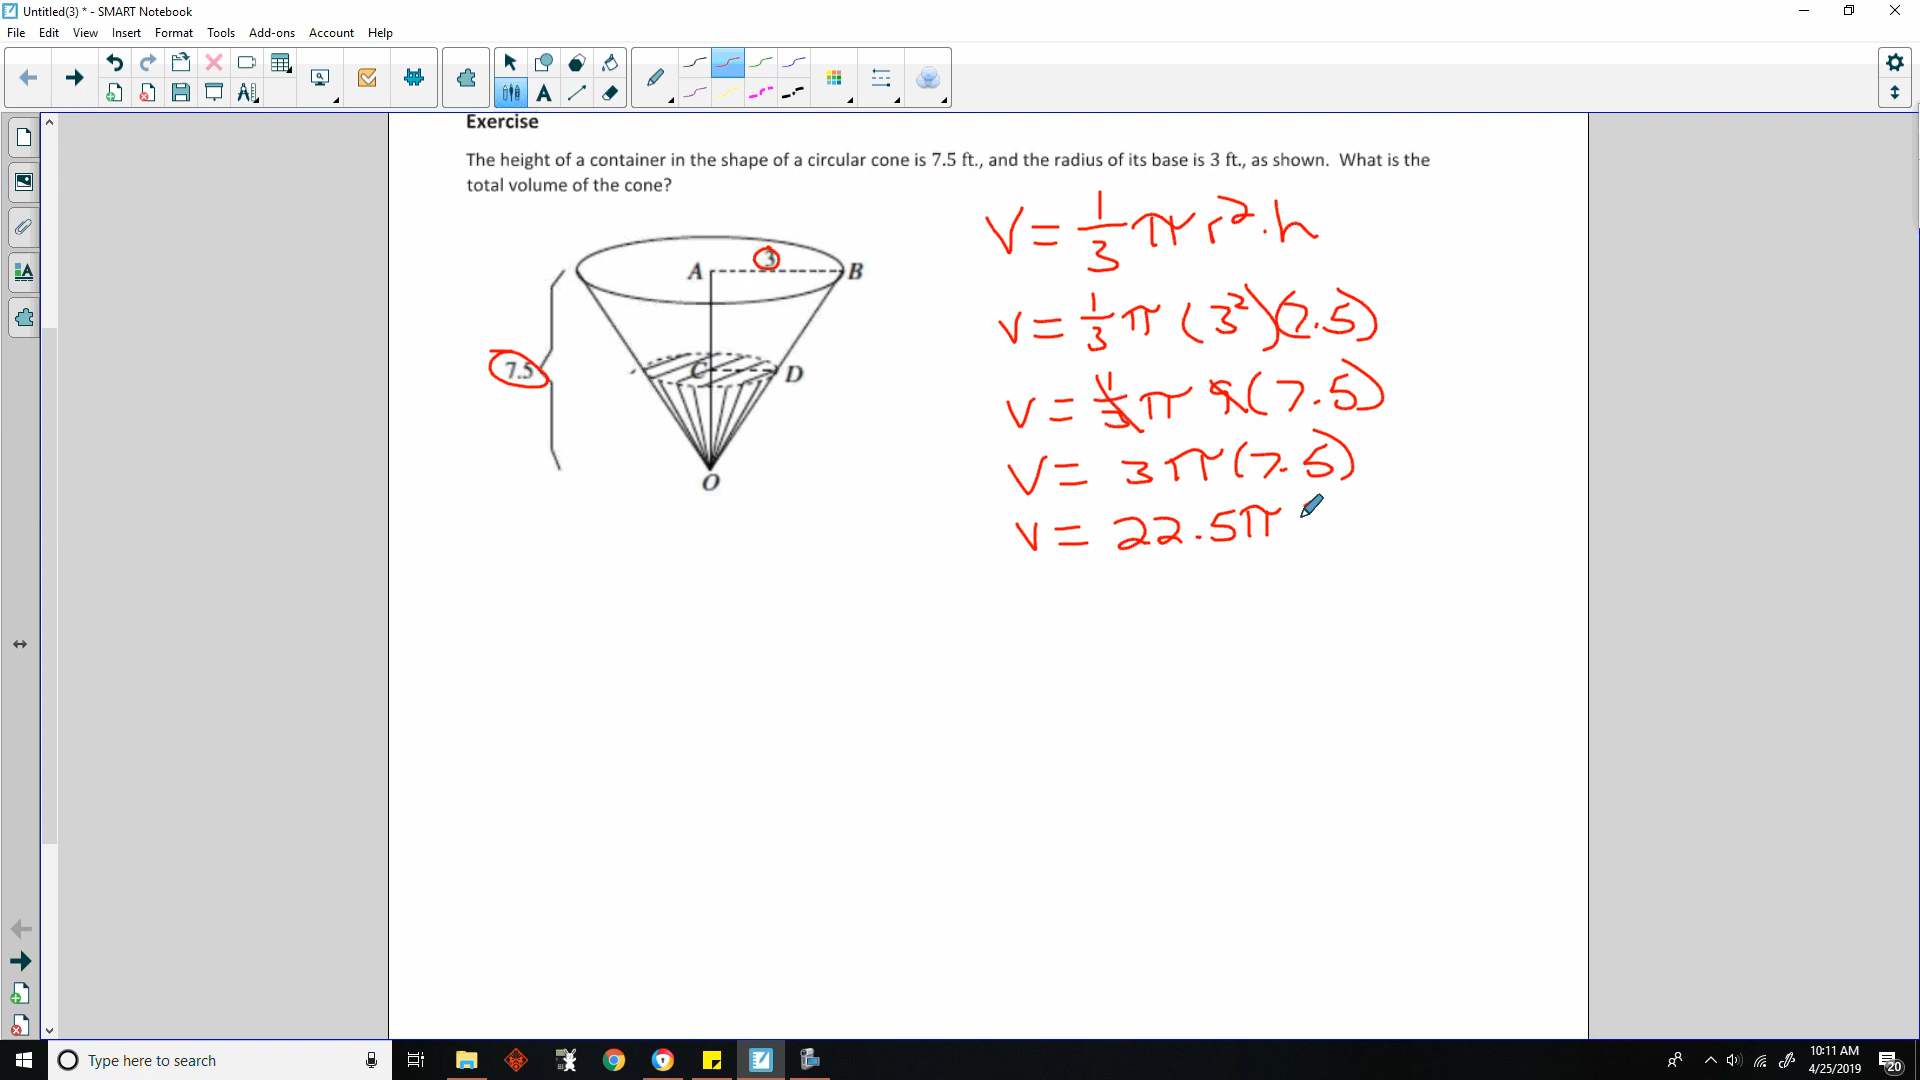 Untitled(3) * - SMART Notebook
File Edit View Insert Format Tools Add-ons Account Help
Exercise
The height of a container in the shape of a circular cone is 7.5 ft., and the radius of its base is 3 ft., as shown. What is the
total volume of the cone?
V = 1/3 π r² · h
3
A B
V = 1/3 π (3²)(7.5)
7.5
C D
V = 1/3 π 9(7.5)
V = 3π(7.5)
O
V = 22.5π
Type here to search
10:11 AM
4/25/2019
20